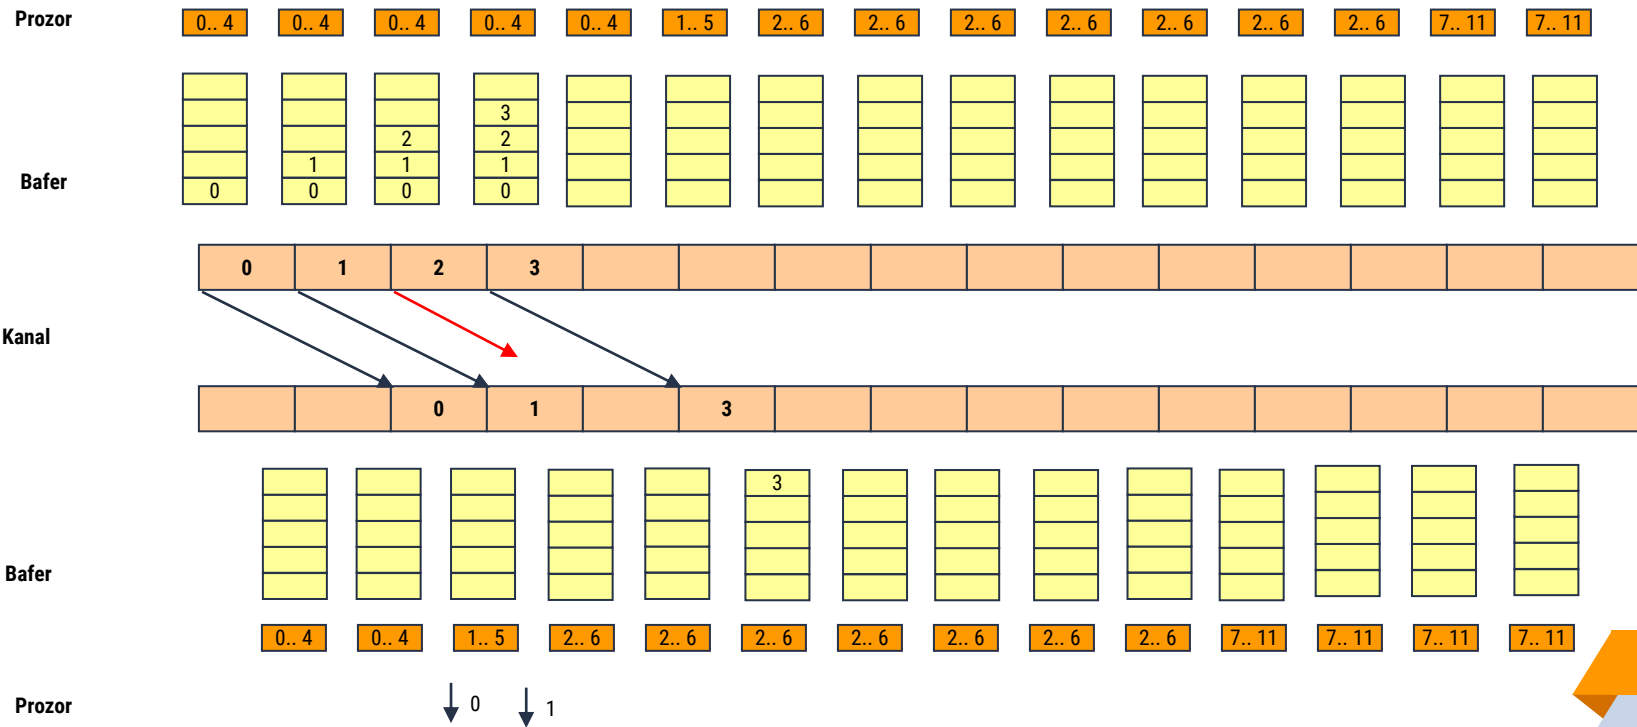 Prozor 0.. 4 0.. 4 0.. 4 0.. 4 0.. 4 1.. 5 2.. 6 2.. 6 2.. 6 2.. 6 2.. 6 2.. 6 2.. 6 7.. 11 7.. 11
3
2 2
1 1 1
Bafer
0 0 0 0
0 1 2 3
Kanal
0 1 3
3
Bafer
0.. 4 0.. 4 1.. 5 2.. 6 2.. 6 2.. 6 2.. 6 2.. 6 2.. 6 2.. 6 7.. 11 7.. 11 7.. 11 7.. 11
Prozor 0 1